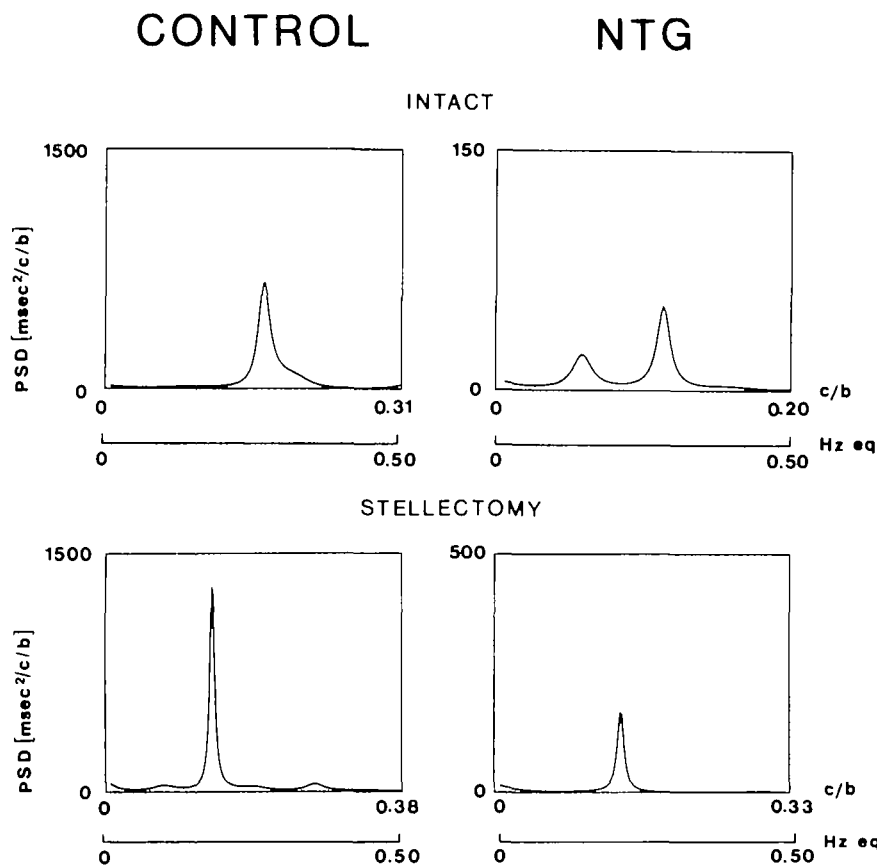 CONTROL NTG
INTACT
1500 150
PSD [msec²/c/b]
0 0
0 0.31 0 0.20 c/b
Hz eq
0 0.50 0 0.50
STELLECTOMY
1500 500
PSD [msec²/c/b]
0 0
0 0.38 0 0.33 c/b
Hz eq
0 0.50 0 0.50